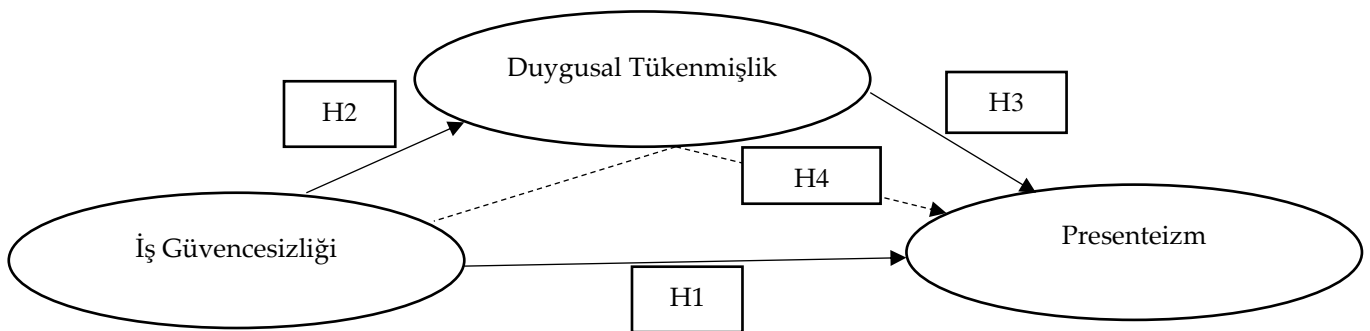 Duygusal Tükenmişlik
H2
H3
H4
İş Güvencesizliği
Presenteizm
H1